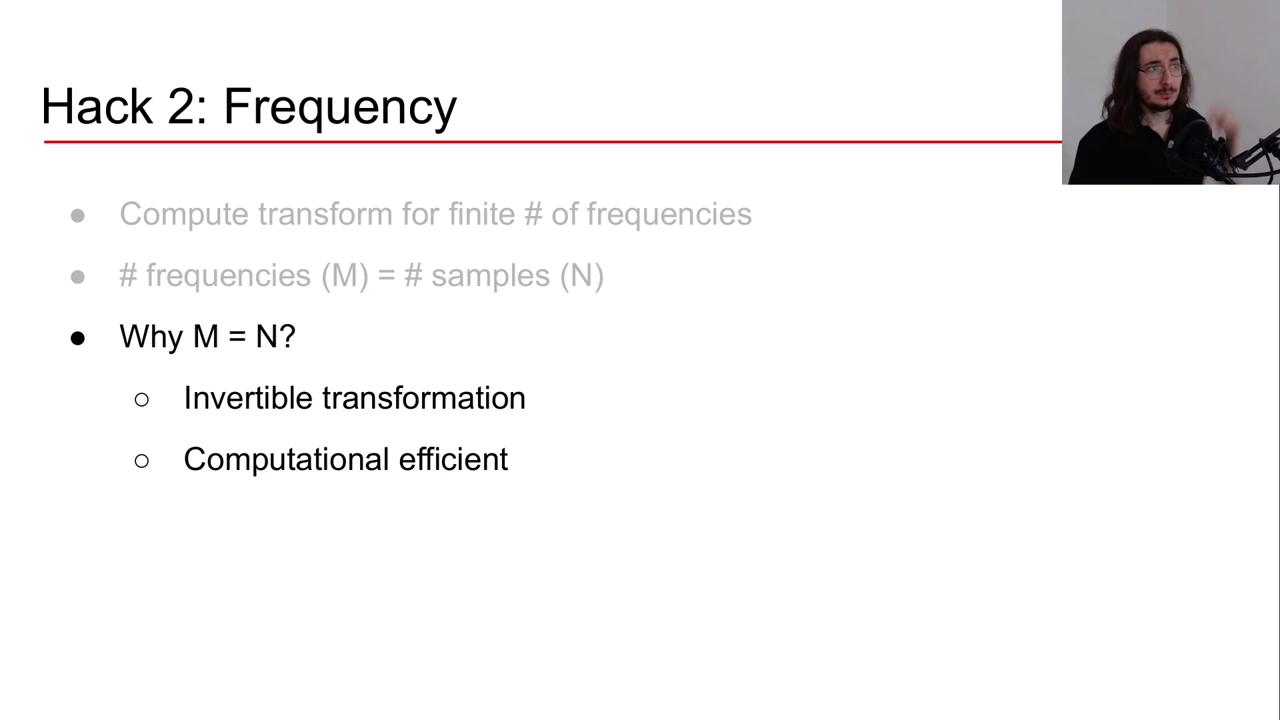 Hack 2: Frequency
● Compute transform for finite # of frequencies
● # frequencies (M) = # samples (N)
● Why M = N?
○ Invertible transformation
○ Computational efficient